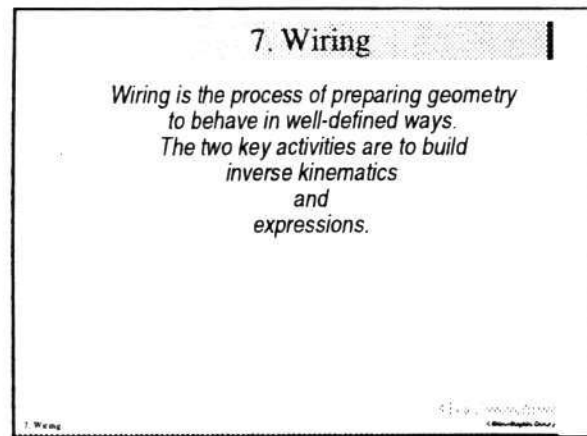 7. Wiring
Wiring is the process of preparing geometry
to behave in well-defined ways.
The two key activities are to build
inverse kinematics
and
expressions.
7. Wiring